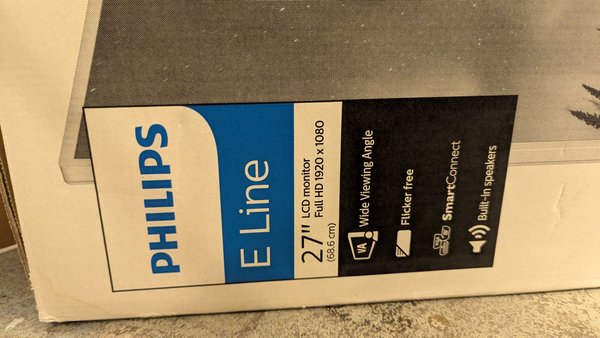 PHILIPS
E Line
27" LCD monitor
(68.6 cm) Full HD 1920 x 1080
VA Wide Viewing Angle
Flicker free
SmartConnect
Built-in speakers